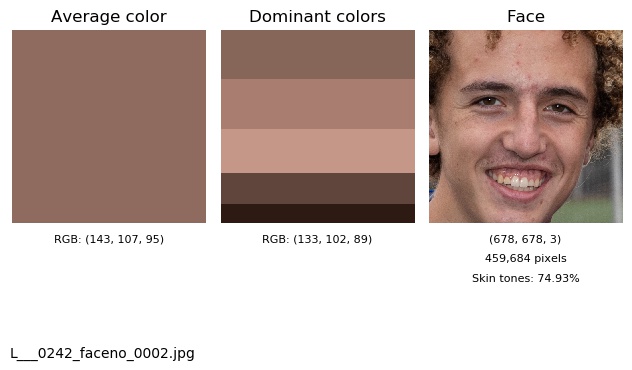 Average color
Dominant colors
Face
RGB: (143, 107, 95)
RGB: (133, 102, 89)
(678, 678, 3)
459,684 pixels
Skin tones: 74.93%
L___0242_faceno_0002.jpg